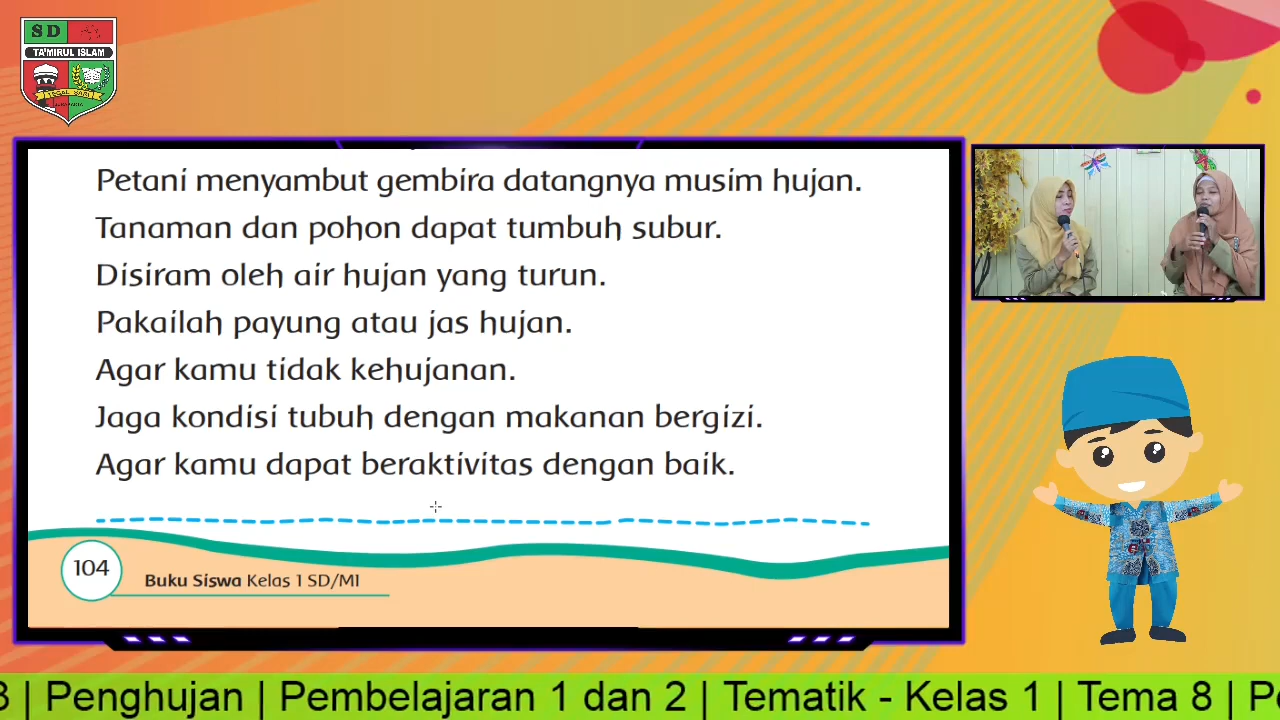 SD
TA'MIRUL ISLAM
Petani menyambut gembira datangnya musim hujan.
Tanaman dan pohon dapat tumbuh subur.
Disiram oleh air hujan yang turun.
Pakailah payung atau jas hujan.
Agar kamu tidak kehujanan.
Jaga kondisi tubuh dengan makanan bergizi.
Agar kamu dapat beraktivitas dengan baik.
104
Buku Siswa Kelas 1 SD/MI
3 | Penghujan | Pembelajaran 1 dan 2 | Tematik - Kelas 1 | Tema 8 |